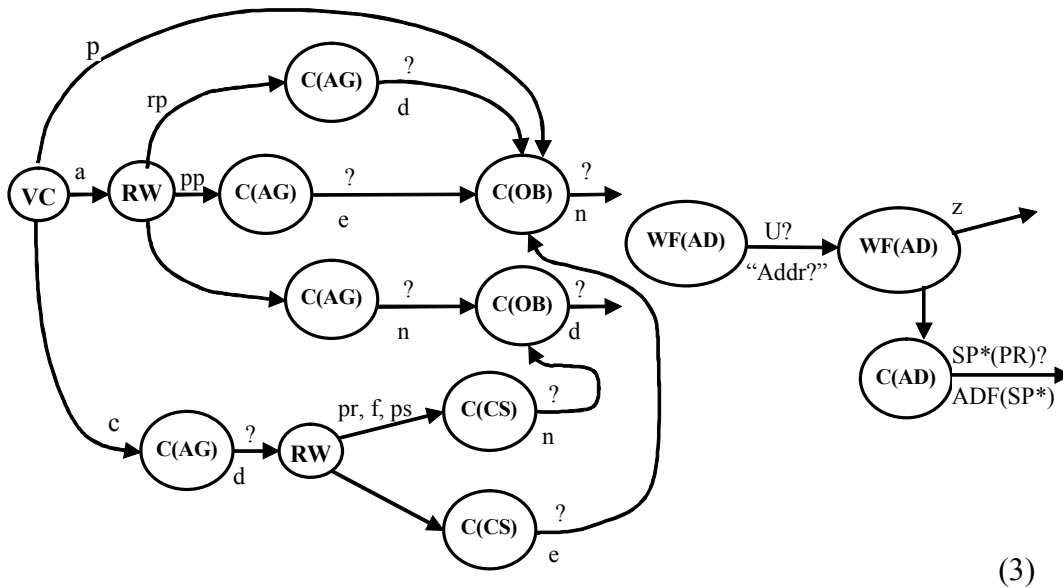 p
C(AG) ?
d
rp
VC a RW pp C(AG) ?
e
C(OB) ?
n
WF(AD) U?
“Addr?”
WF(AD) z
C(AG) ?
n
C(OB) ?
d
C(AD) SP*(PR)?
ADF(SP*)
c
C(AG) ?
d
RW pr, f, ps C(CS) ?
n
C(CS) ?
e
(3)